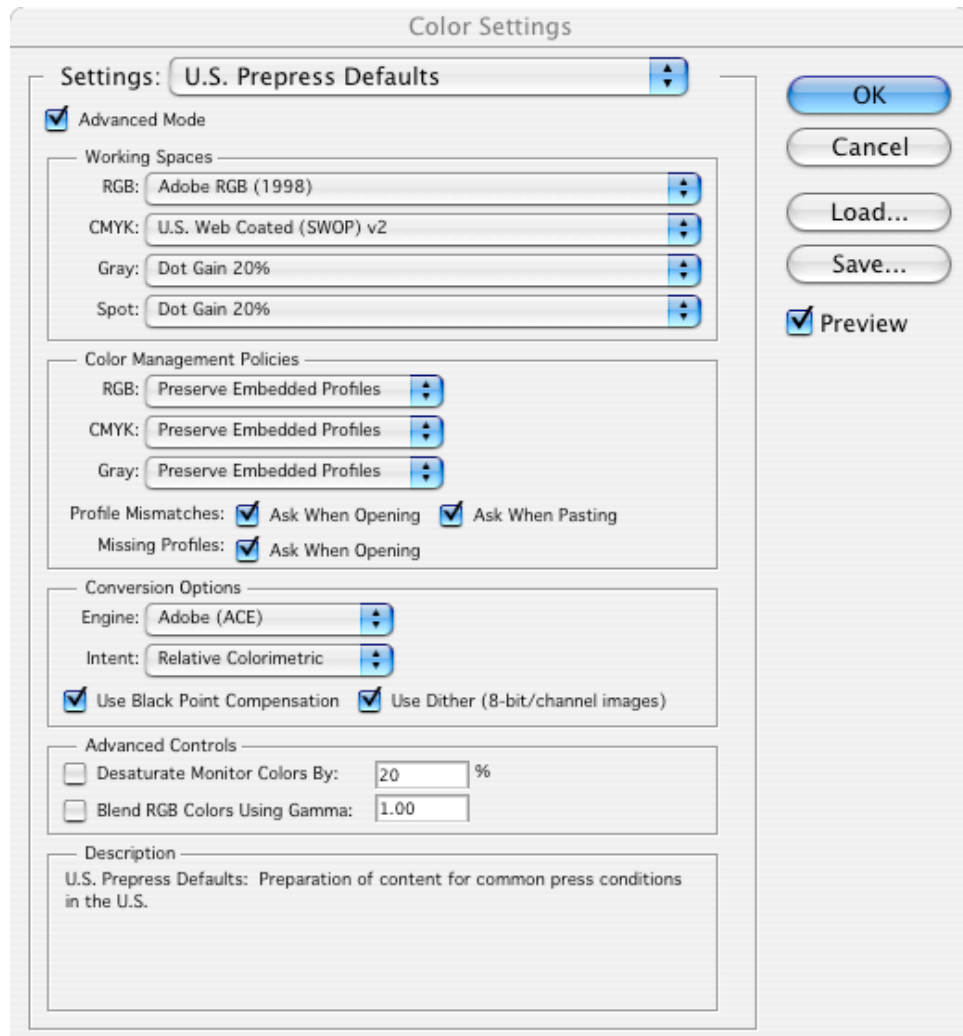 Color Settings
Settings: U.S. Prepress Defaults
Advanced Mode
Working Spaces
RGB: Adobe RGB (1998)
CMYK: U.S. Web Coated (SWOP) v2
Gray: Dot Gain 20%
Spot: Dot Gain 20%
Color Management Policies
RGB: Preserve Embedded Profiles
CMYK: Preserve Embedded Profiles
Gray: Preserve Embedded Profiles
Profile Mismatches: Ask When Opening Ask When Pasting
Missing Profiles: Ask When Opening
Conversion Options
Engine: Adobe (ACE)
Intent: Relative Colorimetric
Use Black Point Compensation Use Dither (8-bit/channel images)
Advanced Controls
Desaturate Monitor Colors By: 20 %
Blend RGB Colors Using Gamma: 1.00
Description
U.S. Prepress Defaults: Preparation of content for common press conditions
in the U.S.
OK
Cancel
Load...
Save...
Preview